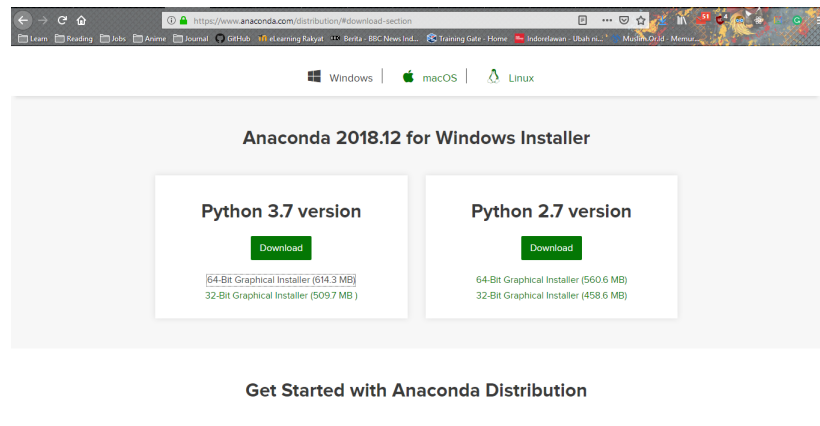 https://www.anaconda.com/distribution/#download-section
Learn Reading Jobs Anime Journal GitHub eLearning Rakyat Berita - BBC News Ind... Training Gate - Home Indorelawan - Ubah ni... Muslim.Or.Id - Memur...
Windows macOS Linux
Anaconda 2018.12 for Windows Installer
Python 3.7 version
Download
64-Bit Graphical Installer (614.3 MB)
32-Bit Graphical Installer (509.7 MB )
Python 2.7 version
Download
64-Bit Graphical Installer (560.6 MB)
32-Bit Graphical Installer (458.6 MB)
Get Started with Anaconda Distribution